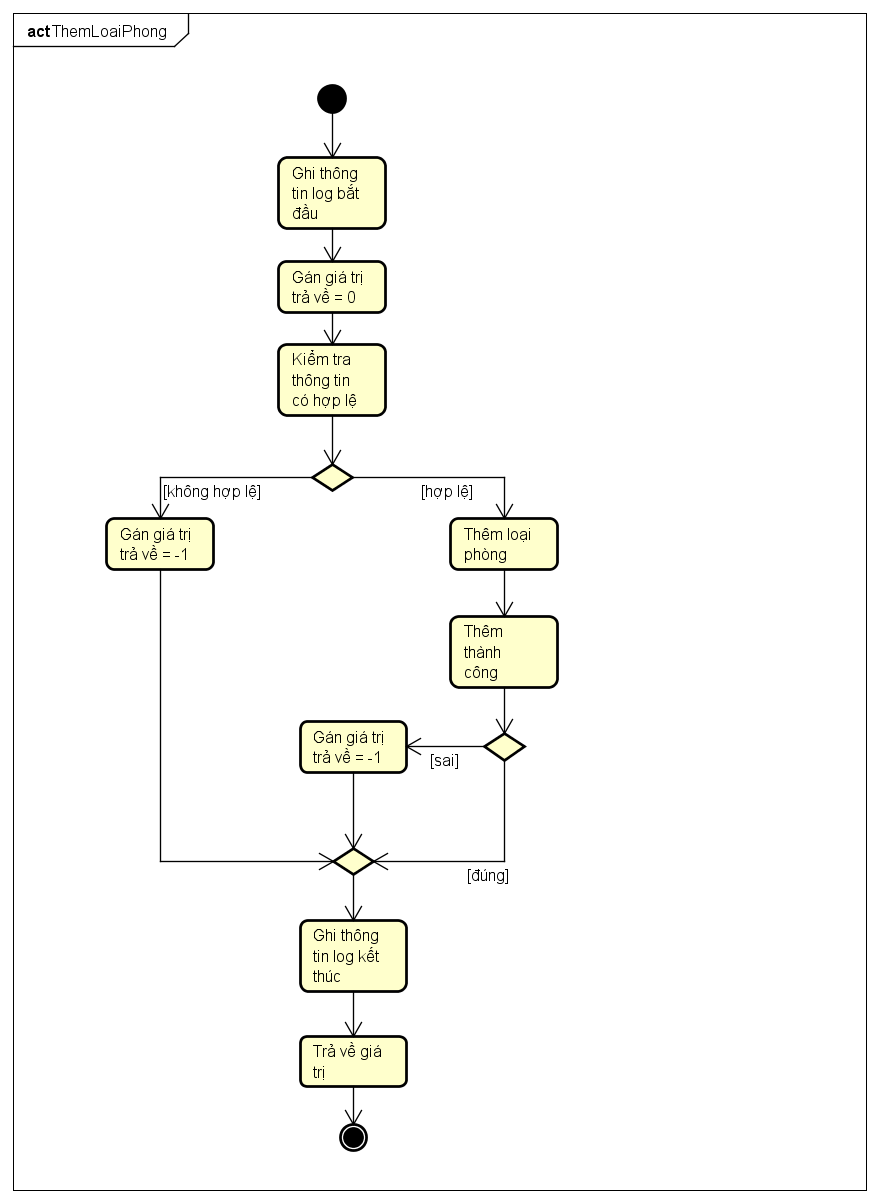 actThemLoaiPhong
Ghi thông
tin log bắt
đầu
Gán giá trị
trả về = 0
Kiểm tra
thông tin
có hợp lệ
[không hợp lệ]
[hợp lệ]
Gán giá trị
trả về = -1
Thêm loại
phòng
Thêm
thành
công
Gán giá trị
trả về = -1
[sai]
[đúng]
Ghi thông
tin log kết
thúc
Trả về giá
trị